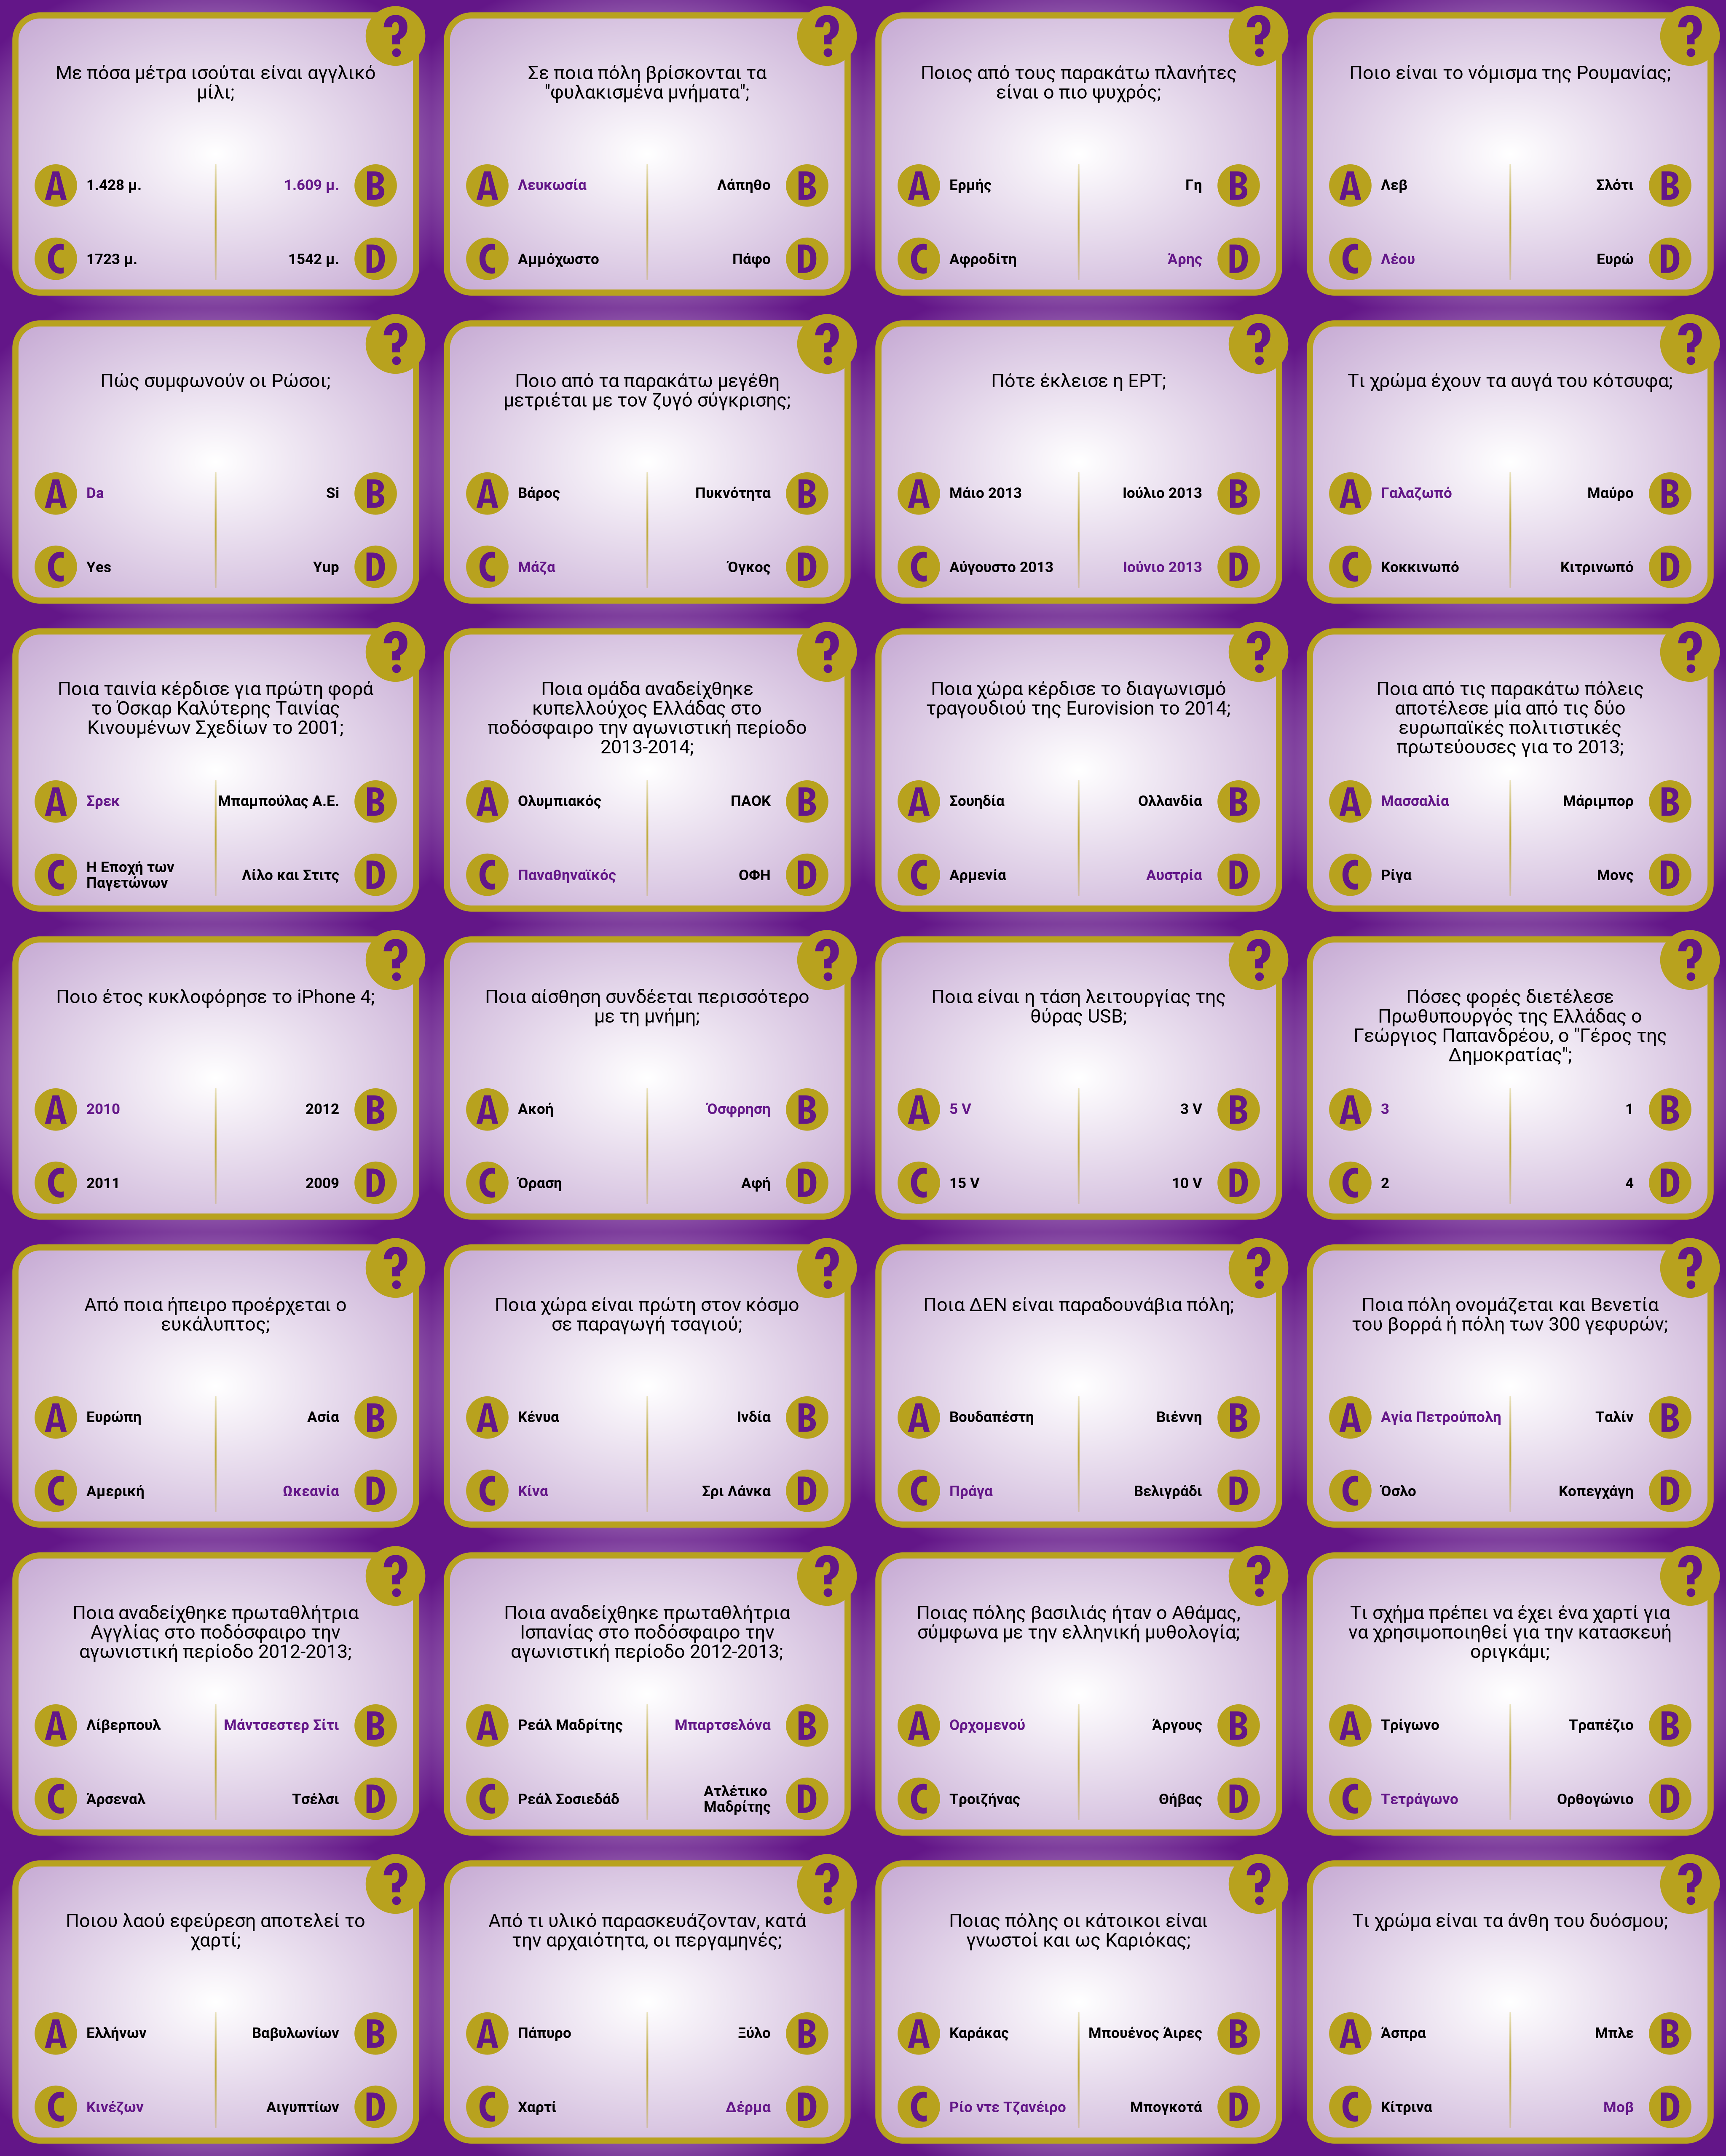 ?
Με πόσα μέτρα ισούται είναι αγγλικό
μίλι;
A 1.428 μ.
1.609 μ. B
C 1723 μ.
1542 μ. D
?
Σε ποια πόλη βρίσκονται τα
"φυλακισμένα μνήματα";
A Λευκωσία
Λάπηθο B
C Αμμόχωστο
Πάφο D
?
Ποιος από τους παρακάτω πλανήτες
είναι ο πιο ψυχρός;
A Ερμής
Γη B
C Αφροδίτη
Άρης D
?
Ποιο είναι το νόμισμα της Ρουμανίας;
A Λεβ
Σλότι B
C Λέου
Ευρώ D
?
Πώς συμφωνούν οι Ρώσοι;
A Da
Si B
C Yes
Yup D
?
Ποιο από τα παρακάτω μεγέθη
μετριέται με τον ζυγό σύγκρισης;
A Βάρος
Πυκνότητα B
C Μάζα
Όγκος D
?
Πότε έκλεισε η ΕΡΤ;
A Μάιο 2013
Ιούλιο 2013 B
C Αύγουστο 2013
Ιούνιο 2013 D
?
Τι χρώμα έχουν τα αυγά του κότσυφα;
A Γαλαζωπό
Μαύρο B
C Κοκκινωπό
Κιτρινωπό D
?
Ποια ταινία κέρδισε για πρώτη φορά
το Όσκαρ Καλύτερης Ταινίας
Κινουμένων Σχεδίων το 2001;
A Σρεκ
Μπαμπούλας Α.Ε. B
C Η Εποχή των
Παγετώνων
Λίλο και Στιτς D
?
Ποια ομάδα αναδείχθηκε
κυπελλούχος Ελλάδας στο
ποδόσφαιρο την αγωνιστική περίοδο
2013-2014;
A Ολυμπιακός
ΠΑΟΚ B
C Παναθηναϊκός
ΟΦΗ D
?
Ποια χώρα κέρδισε το διαγωνισμό
τραγουδιού της Eurovision το 2014;
A Σουηδία
Ολλανδία B
C Αρμενία
Αυστρία D
?
Ποια από τις παρακάτω πόλεις
αποτέλεσε μία από τις δύο
ευρωπαϊκές πολιτιστικές
πρωτεύουσες για το 2013;
A Μασσαλία
Μάριμπορ B
C Ρίγα
Μονς D
?
Ποιο έτος κυκλοφόρησε το iPhone 4;
A 2010
2012 B
C 2011
2009 D
?
Ποια αίσθηση συνδέεται περισσότερο
με τη μνήμη;
A Ακοή
Όσφρηση B
C Όραση
Αφή D
?
Ποια είναι η τάση λειτουργίας της
θύρας USB;
A 5 V
3 V B
C 15 V
10 V D
?
Πόσες φορές διετέλεσε
Πρωθυπουργός της Ελλάδας ο
Γεώργιος Παπανδρέου, ο "Γέρος της
Δημοκρατίας";
A 3
1 B
C 2
4 D
?
Από ποια ήπειρο προέρχεται ο
ευκάλυπτος;
A Ευρώπη
Ασία B
C Αμερική
Ωκεανία D
?
Ποια χώρα είναι πρώτη στον κόσμο
σε παραγωγή τσαγιού;
A Κένυα
Ινδία B
C Κίνα
Σρι Λάνκα D
?
Ποια ΔΕΝ είναι παραδουνάβια πόλη;
A Βουδαπέστη
Βιέννη B
C Πράγα
Βελιγράδι D
?
Ποια πόλη ονομάζεται και Βενετία
του βορρά ή πόλη των 300 γεφυρών;
A Αγία Πετρούπολη
Ταλίν B
C Όσλο
Κοπεγχάγη D
?
Ποια αναδείχθηκε πρωταθλήτρια
Αγγλίας στο ποδόσφαιρο την
αγωνιστική περίοδο 2012-2013;
A Λίβερπουλ
Μάντσεστερ Σίτι B
C Άρσεναλ
Τσέλσι D
?
Ποια αναδείχθηκε πρωταθλήτρια
Ισπανίας στο ποδόσφαιρο την
αγωνιστική περίοδο 2012-2013;
A Ρεάλ Μαδρίτης
Μπαρτσελόνα B
C Ρεάλ Σοσιεδάδ
Ατλέτικο
Μαδρίτης D
?
Ποιας πόλης βασιλιάς ήταν ο Αθάμας,
σύμφωνα με την ελληνική μυθολογία;
A Ορχομενού
Άργους B
C Τροιζήνας
Θήβας D
?
Τι σχήμα πρέπει να έχει ένα χαρτί για
να χρησιμοποιηθεί για την κατασκευή
οριγκάμι;
A Τρίγωνο
Τραπέζιο B
C Τετράγωνο
Ορθογώνιο D
?
Ποιου λαού εφεύρεση αποτελεί το
χαρτί;
A Ελλήνων
Βαβυλωνίων B
C Κινέζων
Αιγυπτίων D
?
Από τι υλικό παρασκευάζονταν, κατά
την αρχαιότητα, οι περγαμηνές;
A Πάπυρο
Ξύλο B
C Χαρτί
Δέρμα D
?
Ποιας πόλης οι κάτοικοι είναι
γνωστοί και ως Καριόκας;
A Καράκας
Μπουένος Άιρες B
C Ρίο ντε Τζανέιρο
Μπογκοτά D
?
Τι χρώμα είναι τα άνθη του δυόσμου;
A Άσπρα
Μπλε B
C Κίτρινα
Μοβ D